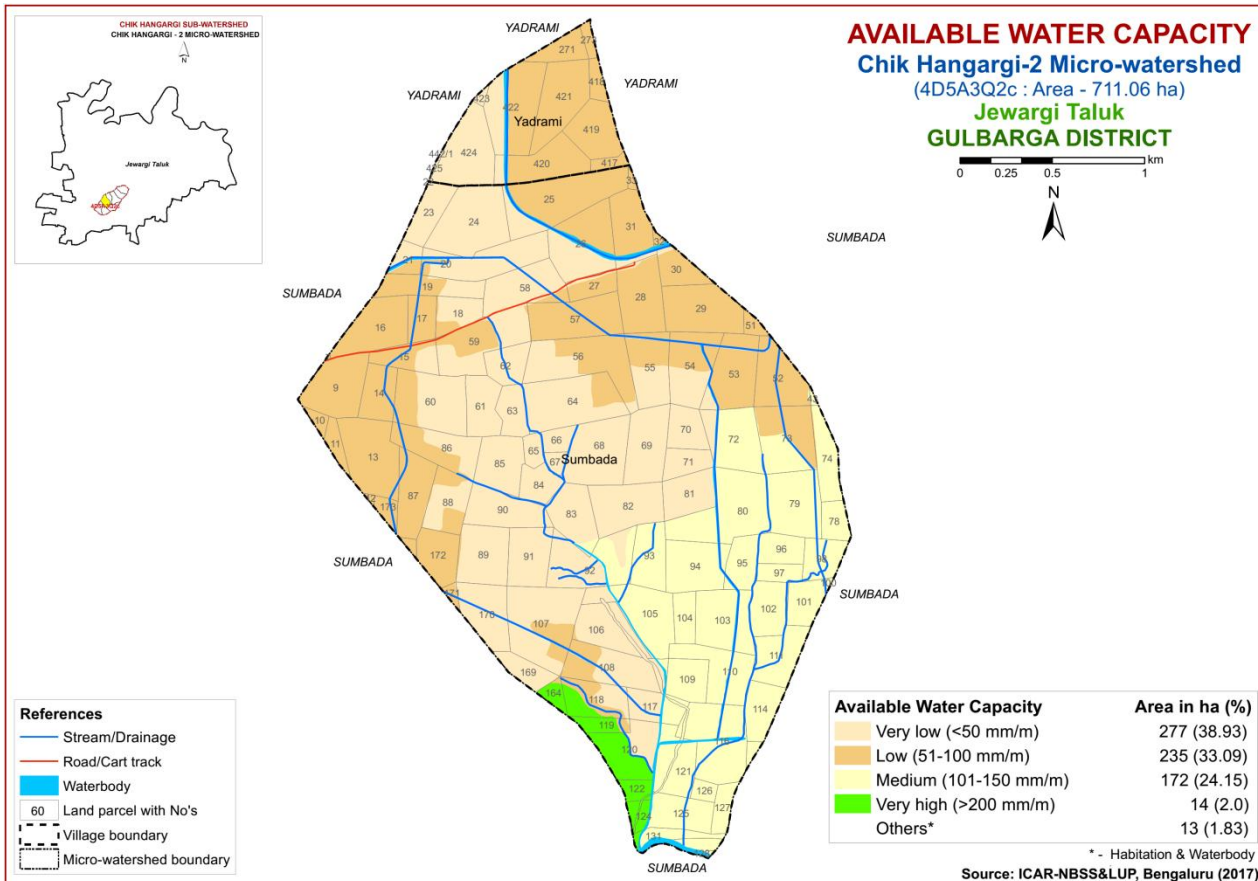 CHIK HANGARGI SUB-WATERSHED
CHIK HANGARGI - 2 MICRO-WATERSHED
N
Jewargi Taluk
AVAILABLE WATER CAPACITY
Chik Hangargi-2 Micro-watershed
(4D5A3Q2c : Area - 711.06 ha)
Jewargi Taluk
GULBARGA DISTRICT
km
0 0.25 0.5 1
N
YADRAMI
YADRAMI
YADRAMI
271
418
423 422 421
Yadrami
419
424
420 417
425
23 24 25 31
SUMBADA
26
21 20 30
SUMBADA
19 58 27 28 29
16 17 18 57 51
59
15 56
62 55 54 53 52
9 14
60 61 63 64
10
11 86 66 68 69 70 72 73 74
13 65 Sumbada
85 67 71
84
87 88 82 81 79
90 83 80 78
SUMBADA
172 89 91 93 94 96
92 95 97
SUMBADA
171 105 104 103 102 101
170 107 106
108 109 110
169
164 118 117 114
119
120 116
121
122 126
124 125 127
131
SUMBADA
References
Stream/Drainage
Road/Cart track
Waterbody
60 Land parcel with No's
Village boundary
Micro-watershed boundary
Available Water Capacity Area in ha (%)
Very low (<50 mm/m) 277 (38.93)
Low (51-100 mm/m) 235 (33.09)
Medium (101-150 mm/m) 172 (24.15)
Very high (>200 mm/m) 14 (2.0)
Others* 13 (1.83)
* - Habitation & Waterbody
Source: ICAR-NBSS&LUP, Bengaluru (2017)